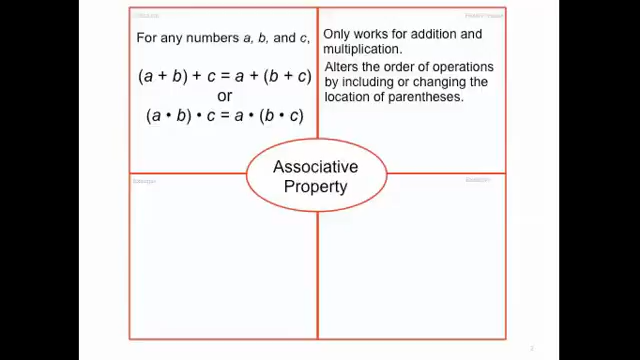 For any numbers a, b, and c,
(a + b) + c = a + (b + c)
or
(a • b) • c = a • (b • c)
Only works for addition and
multiplication.
Alters the order of operations
by including or changing the
location of parentheses.
Associative
Property